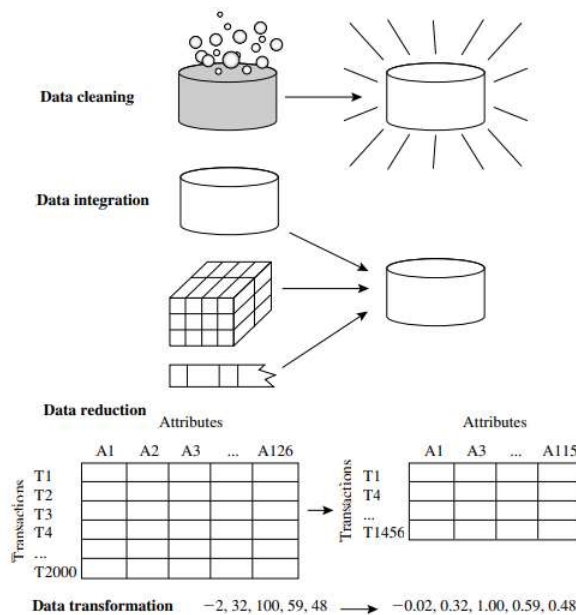 Data cleaning
Data integration
Data reduction
Attributes
A1 A2 A3 ... A126
Transactions
T1
T2
T3
T4
...
T2000
Attributes
A1 A3 ... A115
Transactions
T1
T4
...
T1456
Data transformation −2, 32, 100, 59, 48 −0.02, 0.32, 1.00, 0.59, 0.48